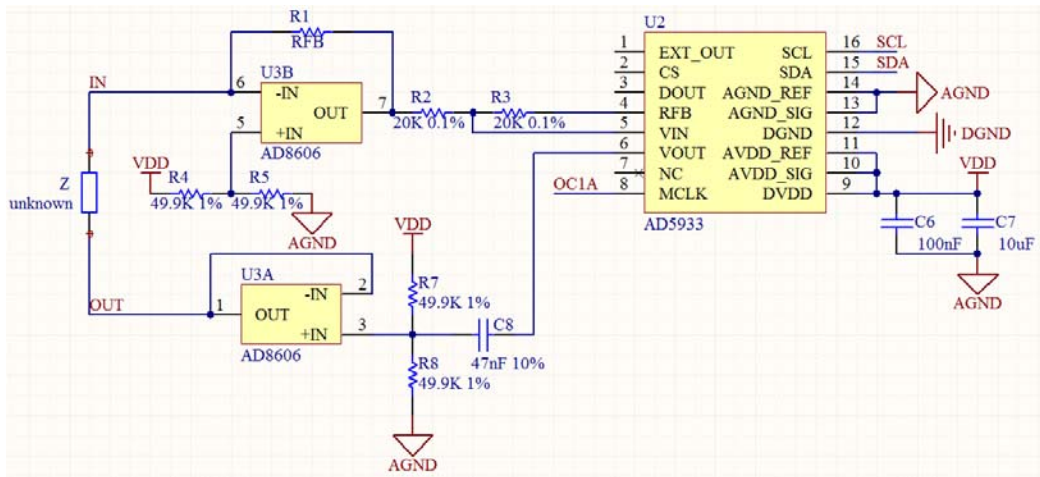 R1
RFB
U3B
IN
6
-IN
OUT
7
5
+IN
AD8606
R2
20K 0.1%
R3
20K 0.1%
VDD
R4
49.9K 1%
R5
49.9K 1%
AGND
Z
unknown
U3A
2
-IN
OUT
1
OUT
+IN
3
AD8606
VDD
R7
49.9K 1%
C8
47nF 10%
R8
49.9K 1%
AGND
U2
1 EXT_OUT SCL 16 SCL
2 CS SDA 15 SDA
3 DOUT AGND_REF 14
4 RFB AGND_SIG 13
AGND
5 VIN DGND 12
DGND
6 VOUT AVDD_REF 11
7 NC AVDD_SIG 10
OC1A 8 MCLK DVDD 9
AD5933
VDD
C6
100nF
C7
10uF
AGND